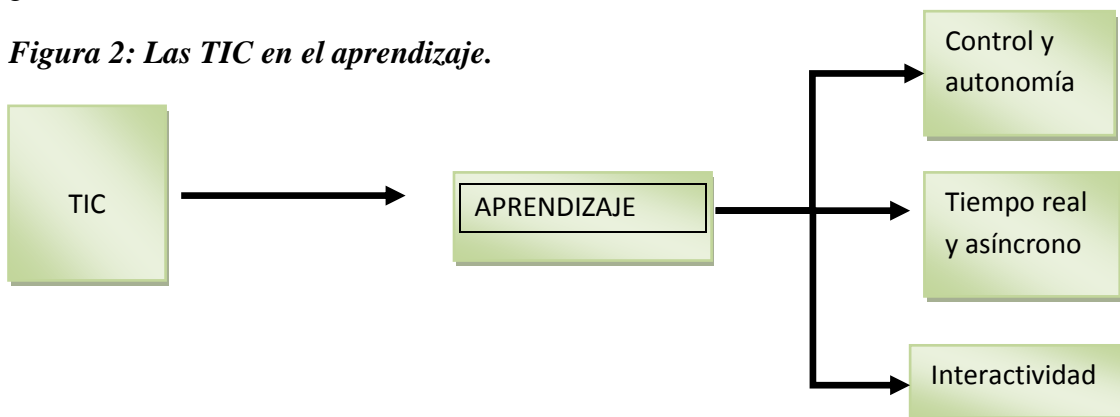 Figura 2: Las TIC en el aprendizaje.
Control y
autonomía
TIC
APRENDIZAJE
Tiempo real
y asíncrono
Interactividad